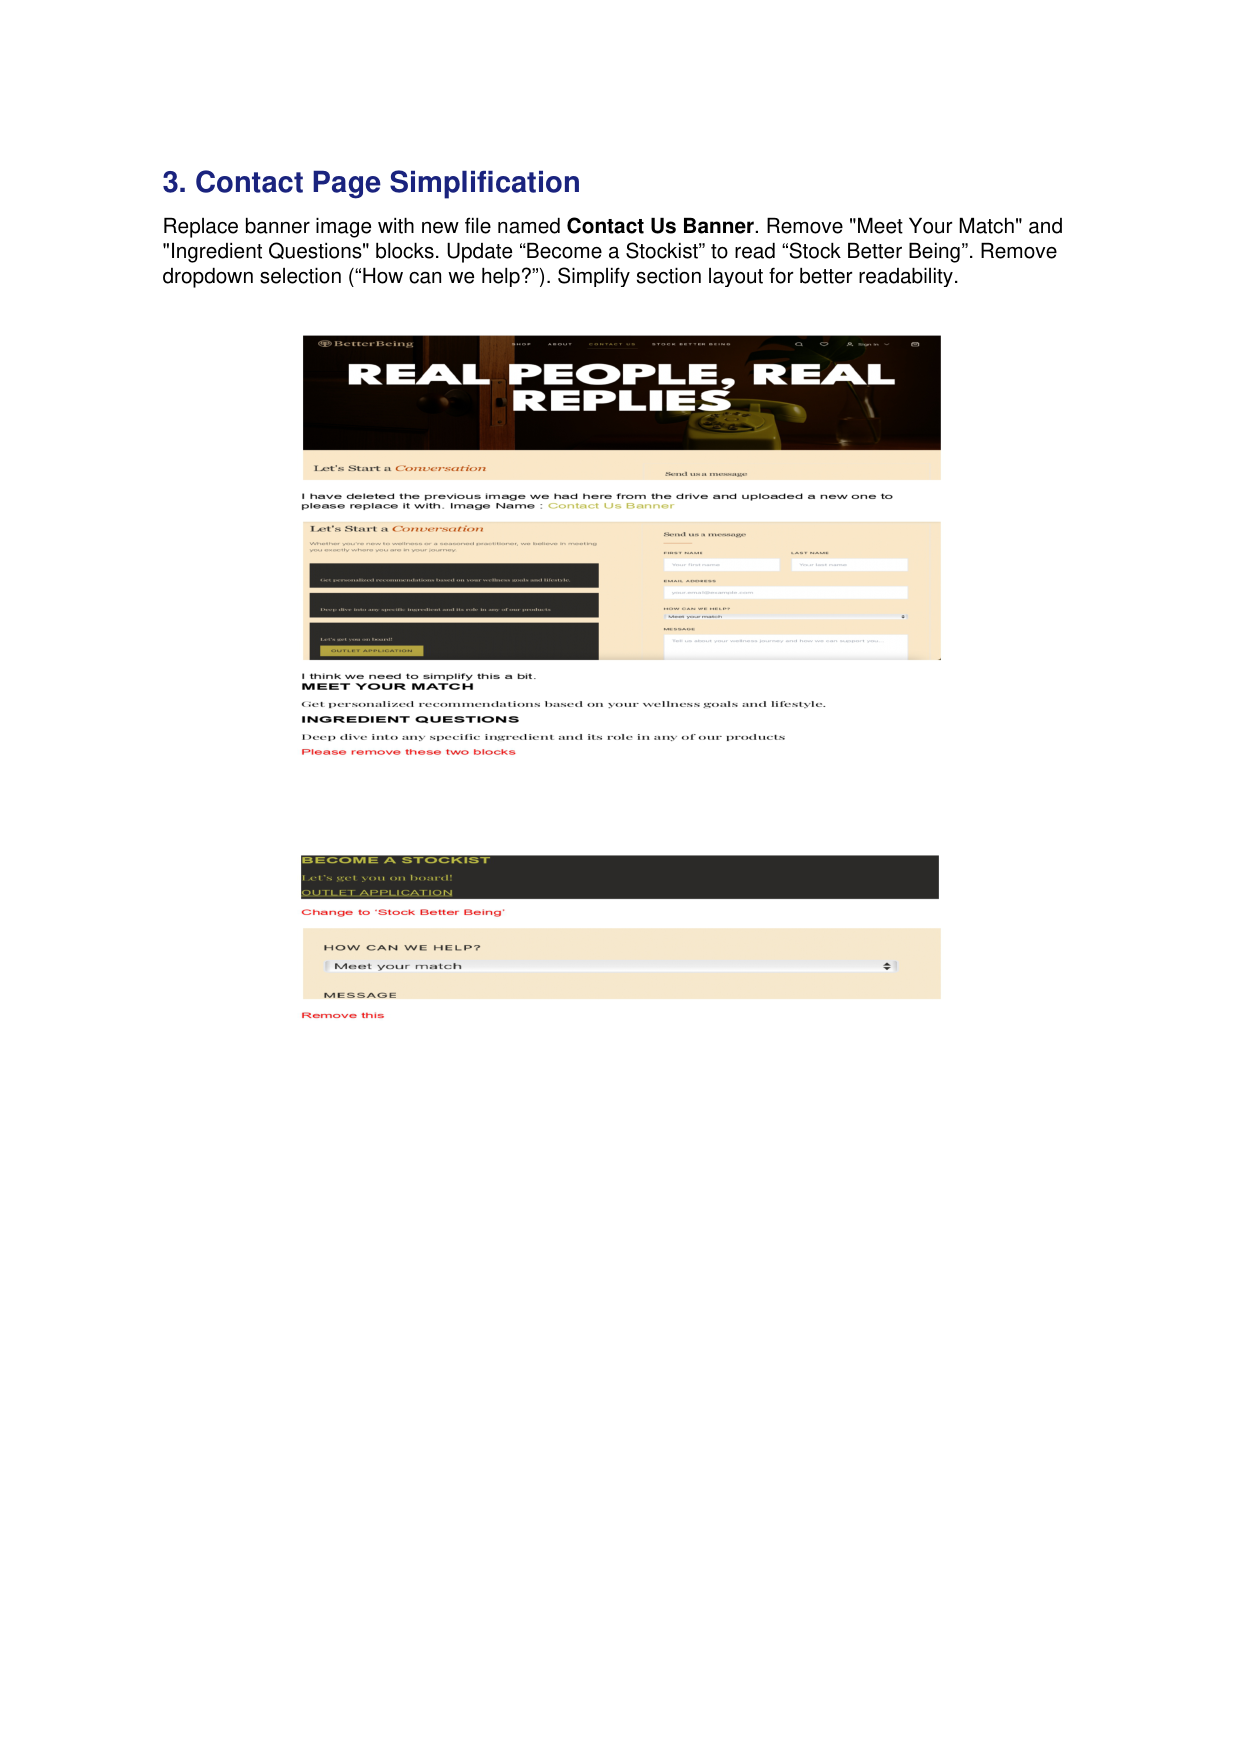 3. Contact Page Simplification
Replace banner image with new file named Contact Us Banner. Remove "Meet Your Match" and
"Ingredient Questions" blocks. Update “Become a Stockist” to read “Stock Better Being”. Remove
dropdown selection (“How can we help?”). Simplify section layout for better readability.
BetterBeing SHOP ABOUT CONTACT US STOCK BETTER BEING Sign in
REAL PEOPLE, REAL
REPLIES
Let's Start a Conversation
Send us a message
I have deleted the previous image we had here from the drive and uploaded a new one to
please replace it with. Image Name : Contact Us Banner
Let's Start a Conversation
Whether you're new to wellness or a seasoned practitioner, we believe in meeting
you exactly where you are in your journey.
Get personalized recommendations based on your wellness goals and lifestyle
Deep dive into any specific ingredient and its role in any of our products
Let's get you on board!
OUTLET APPLICATION
Send us a message
FIRST NAME LAST NAME
Your first name Your last name
EMAIL ADDRESS
your.email@example.com
HOW CAN WE HELP?
Meet your match
MESSAGE
Tell us about your wellness journey and how we can support you...
I think we need to simplify this a bit.
MEET YOUR MATCH
Get personalized recommendations based on your wellness goals and lifestyle.
INGREDIENT QUESTIONS
Deep dive into any specific ingredient and its role in any of our products
Please remove these two blocks
BECOME A STOCKIST
Let's get you on board!
OUTLET APPLICATION
Change to 'Stock Better Being'
HOW CAN WE HELP?
Meet your match
MESSAGE
Remove this